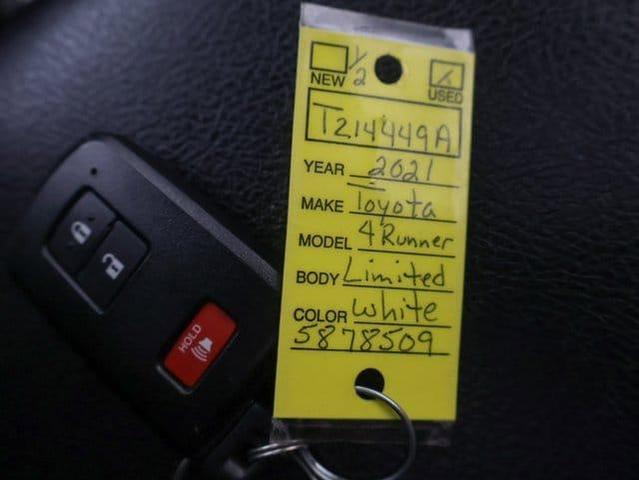 NEW 1/2 USED
T214449A
YEAR 2021
MAKE Toyota
MODEL 4Runner
BODY Limited
COLOR white
5878509
HOLD